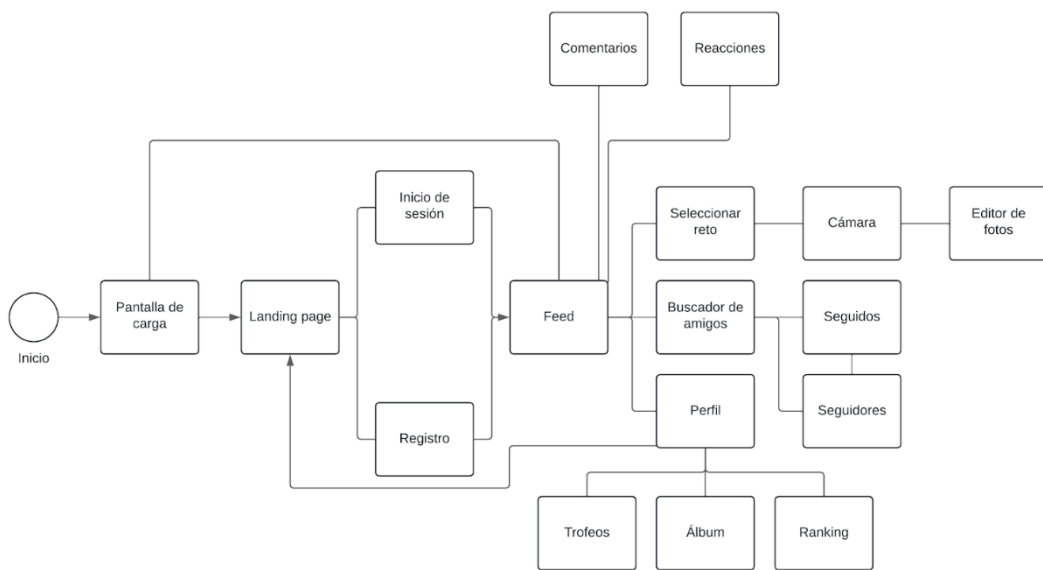 Comentarios
Reacciones
Inicio de
sesión
Seleccionar
reto
Cámara
Editor de
fotos
Inicio
Pantalla de
carga
Landing page
Feed
Buscador de
amigos
Seguidos
Registro
Perfil
Seguidores
Trofeos
Álbum
Ranking